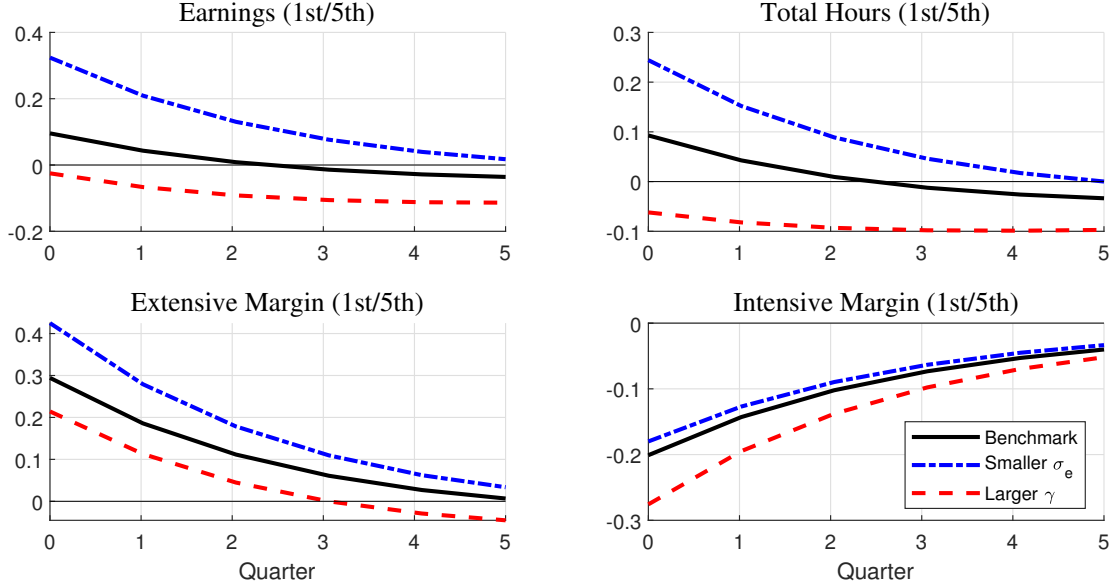 Earnings (1st/5th)
0.4
0.2
0
-0.2
0 1 2 3 4 5
Total Hours (1st/5th)
0.3
0.2
0.1
0
-0.1
0 1 2 3 4 5
Extensive Margin (1st/5th)
0.4
0.3
0.2
0.1
0
0 1 2 3 4 5
Quarter
Intensive Margin (1st/5th)
0
-0.1
-0.2
-0.3
0 1 2 3 4 5
Quarter
Benchmark
Smaller σ_e
Larger γ